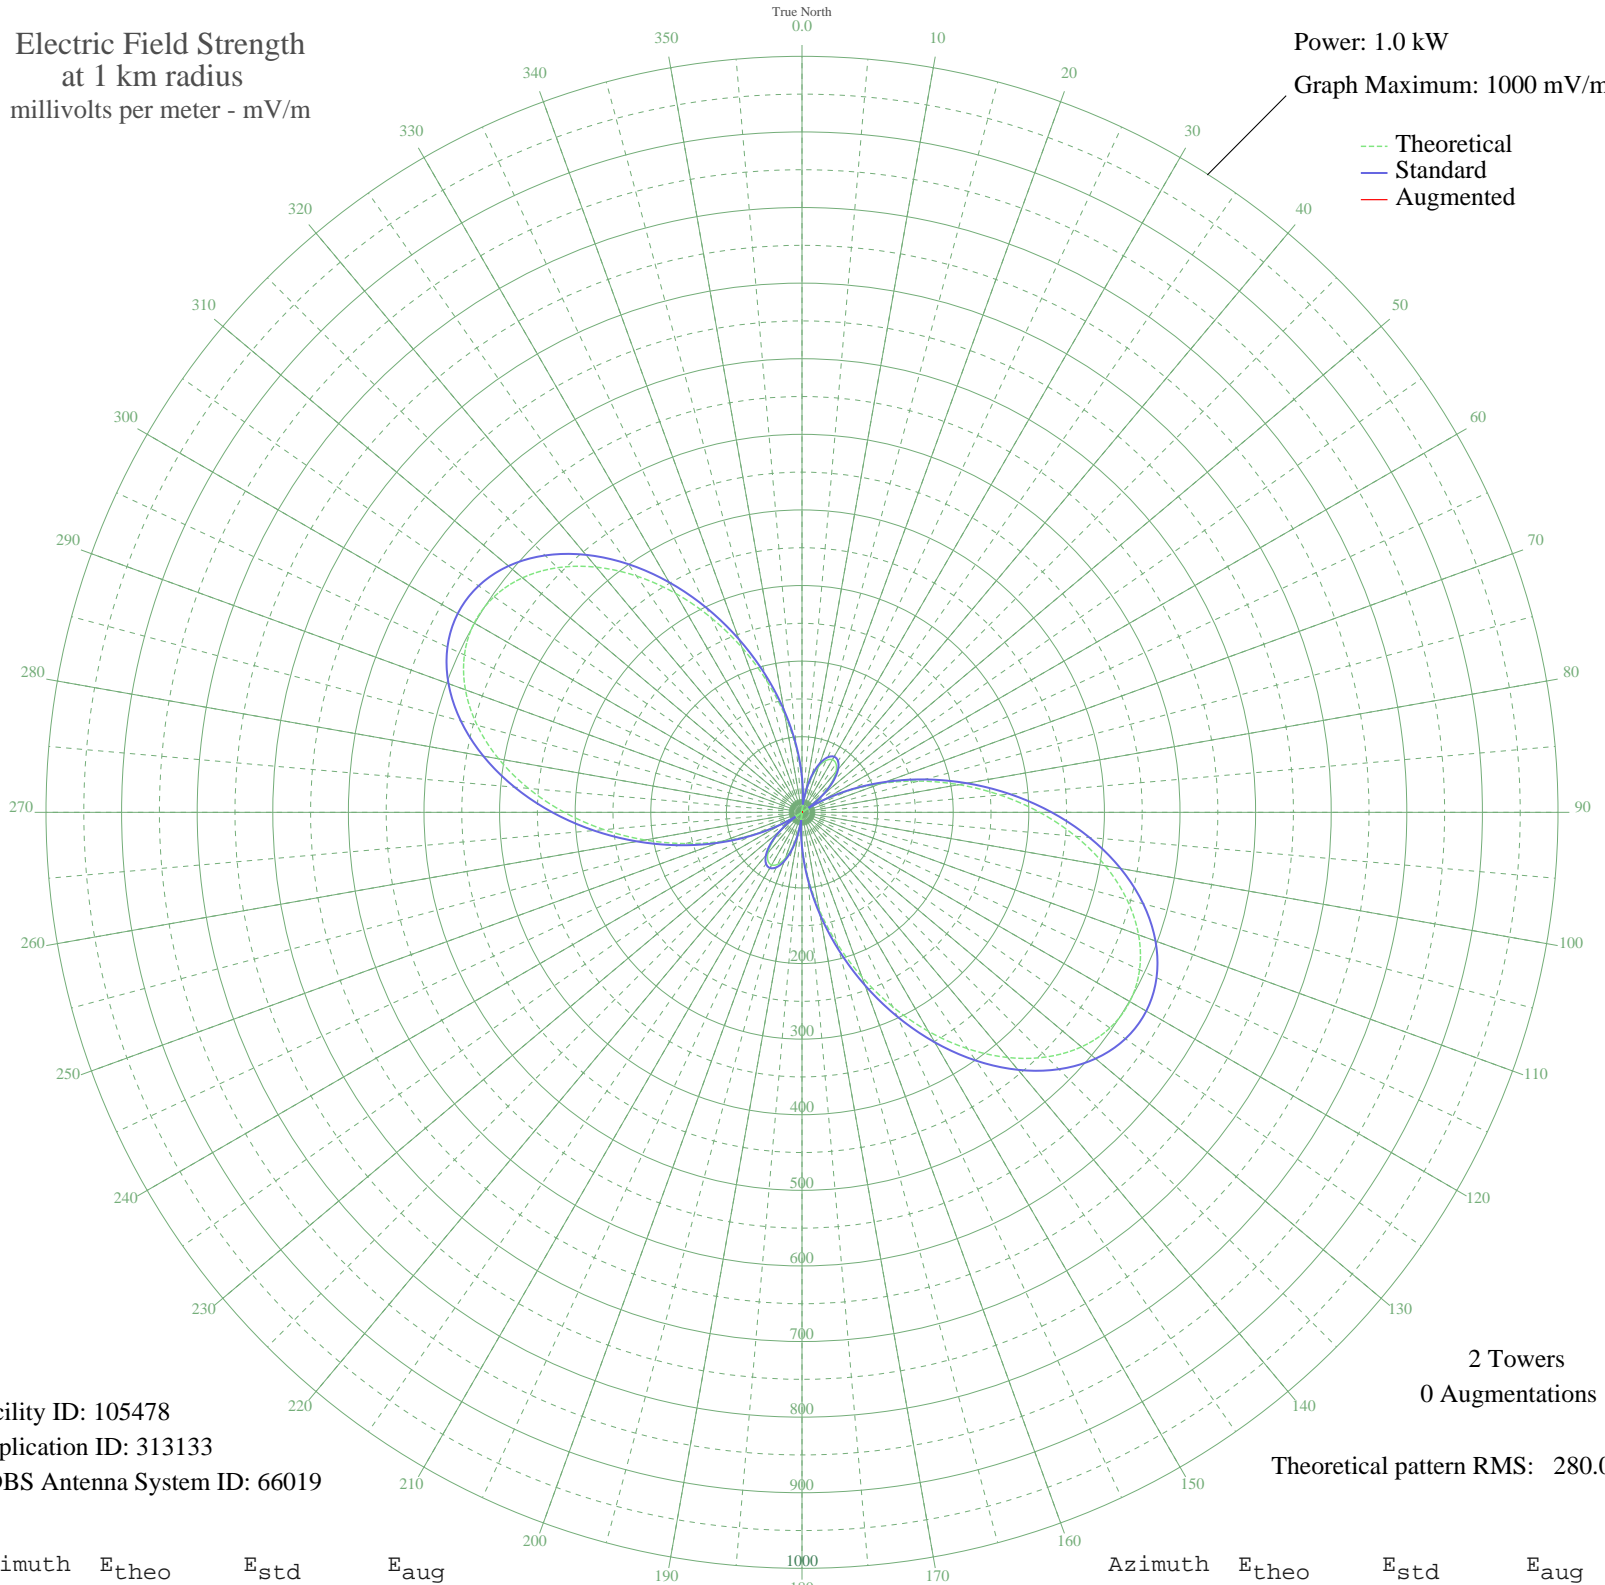 True North
0.0
10
20
30
40
50
60
70
80
90
100
110
120
130
140
150
160
170
190
200
210
220
230
240
250
260
270
280
290
300
310
320
330
340
350
Electric Field Strength
at 1 km radius
millivolts per meter - mV/m
Power: 1.0 kW
Graph Maximum: 1000 mV/m
Theoretical
Standard
Augmented
200
300
400
500
600
700
800
900
1000
2 Towers
0 Augmentations
Theoretical pattern RMS: 280.0
cility ID: 105478
plication ID: 313133
DBS Antenna System ID: 66019
imuth Etheo Estd Eaug
Azimuth Etheo Estd Eaug